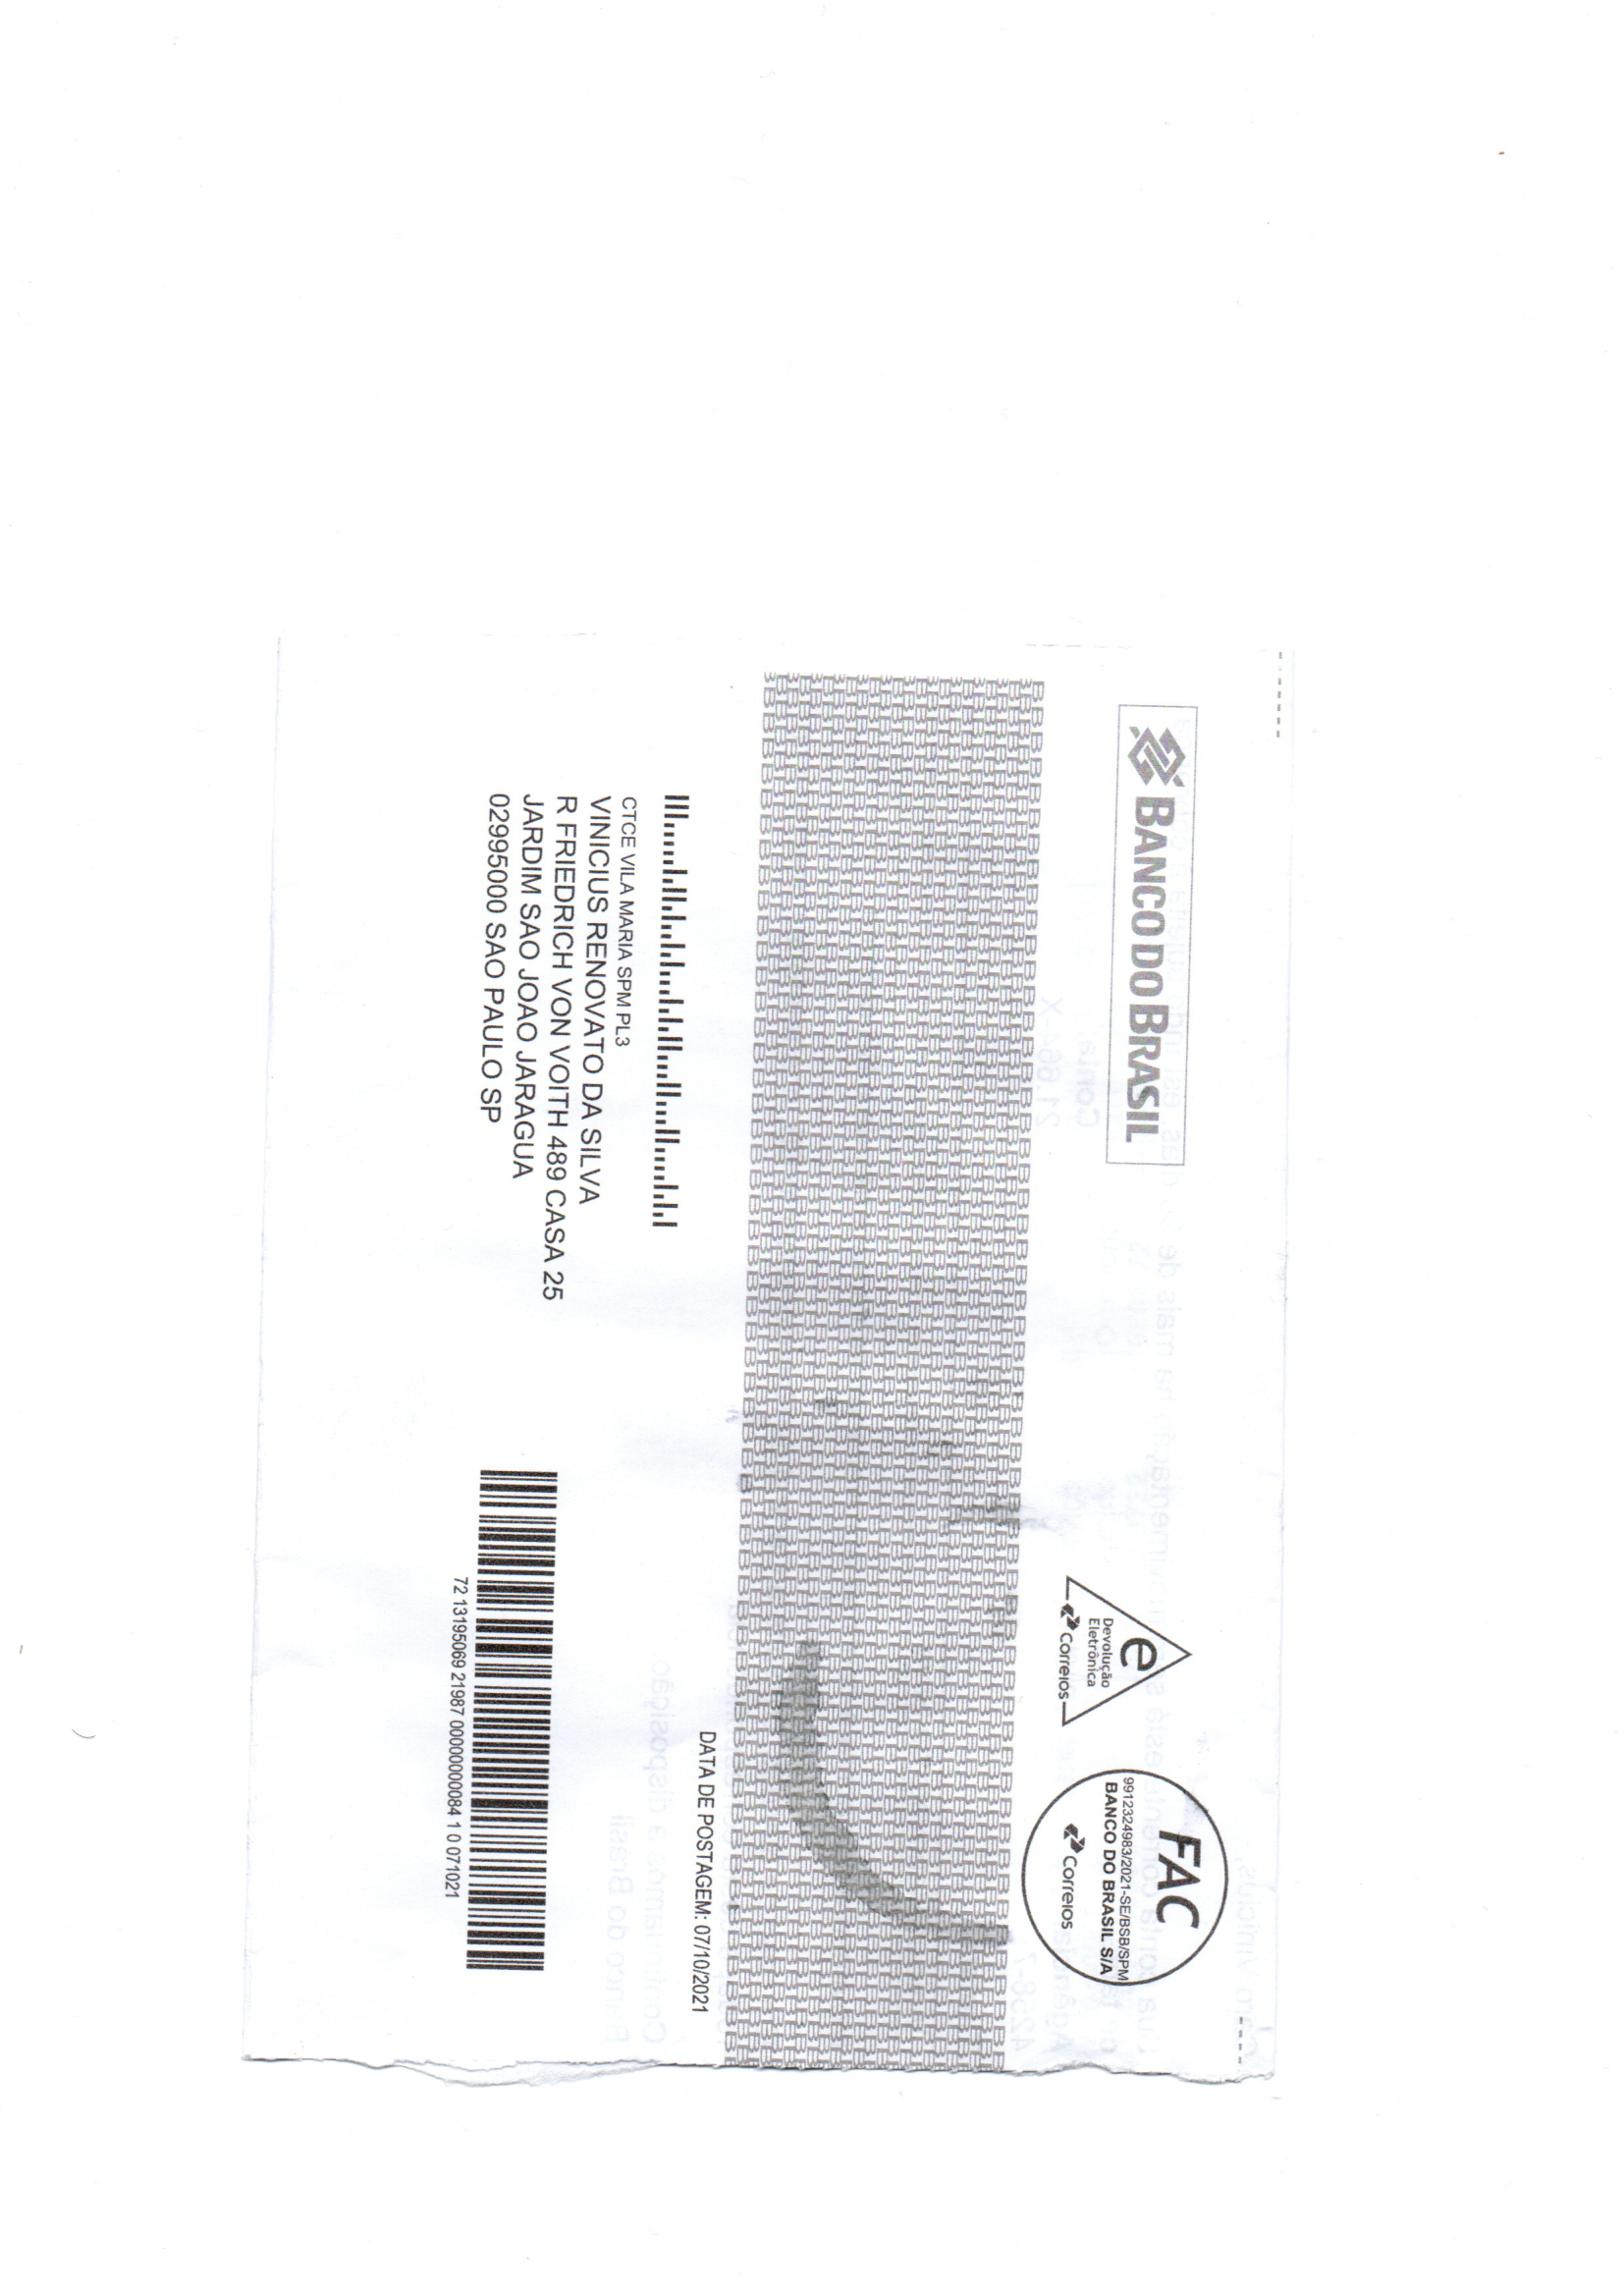 BANCO DO BRASIL
e
Devolução
Eletrônica
Correios
FAC
9912324983/2021-SE/BSB/SPM
BANCO DO BRASIL S/A
Correios
DATA DE POSTAGEM: 07/10/2021
CTCE VILA MARIA SPM PL3
VINICIUS RENOVATO DA SILVA
R FRIEDRICH VON VOITH 489 CASA 25
JARDIM SAO JOAO JARAGUA
02995000 SAO PAULO SP
72 13195069 21987 00000000084 1 0 071021